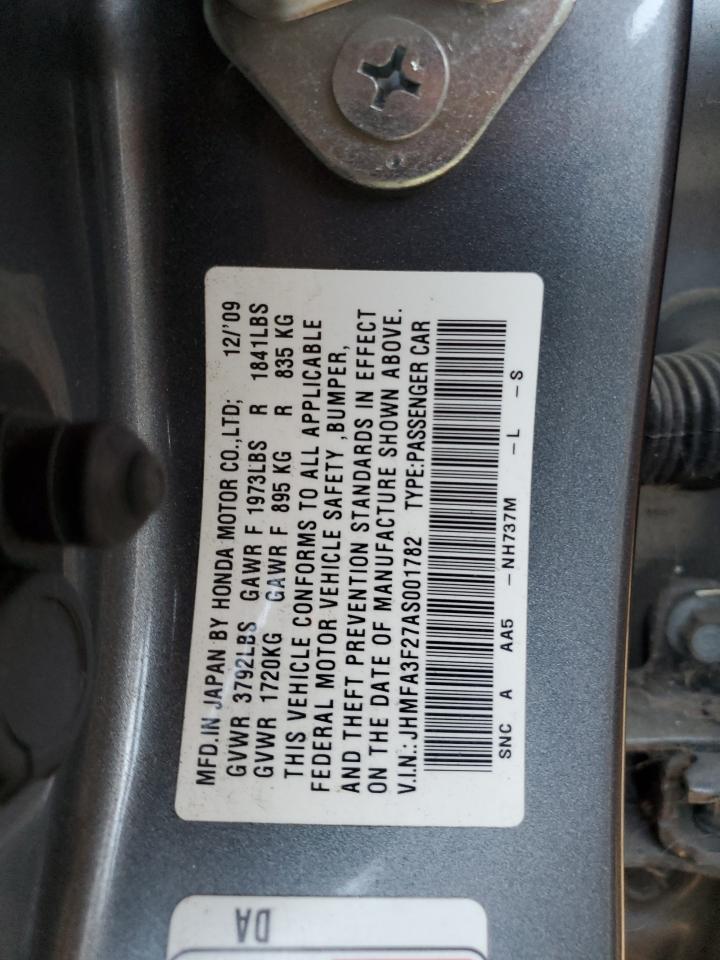 MFD.IN JAPAN BY HONDA MOTOR CO.,LTD; 12/'09
GVWR 3792LBS GAWR F 1973LBS R 1841LBS
GVWR 1720KG GAWR F 895 KG R 835 KG
THIS VEHICLE CONFORMS TO ALL APPLICABLE
FEDERAL MOTOR VEHICLE SAFETY ,BUMPER,
AND THEFT PREVENTION STANDARDS IN EFFECT
ON THE DATE OF MANUFACTURE SHOWN ABOVE.
V.I.N.: JHMFA3F27AS001782 TYPE:PASSENGER CAR
SNC A AA5 -NH737M -L -S
DA